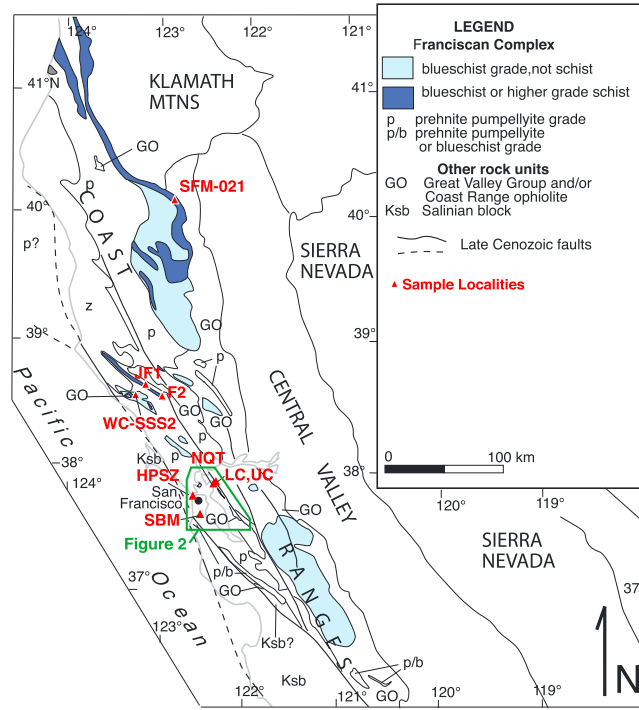 124°
123°
122°
121°
LEGEND
Franciscan Complex
blueschist grade,not schist
blueschist or higher grade schist
p prehnite pumpellyite grade
p/b prehnite pumpellyite
or blueschist grade
Other rock units
GO Great Valley Group and/or
Coast Range ophiolite
Ksb Salinian block
Late Cenozoic faults
Sample Localities
0 100 km
41°N
41°
KLAMATH
MTNS
GO
p
SFM-021
40°
40°
COAST
p?
SIERRA
NEVADA
z
p
GO
39°
39°
p
JF1
F2
GO
GO
GO
WC-SSS2
p
CENTRAL
VALLEY
Pacific
Ocean
Ksb
NQT
38°
38°
124°
HPSZ
LC,UC
San
Francisco
SBM
GO
GO
Figure 2
120°
119°
SIERRA
NEVADA
RANGES
p
p/b
GO
37°
37
123°
Ksb?
Ksb
p/b
GO
N
122°
121°
120°
119°